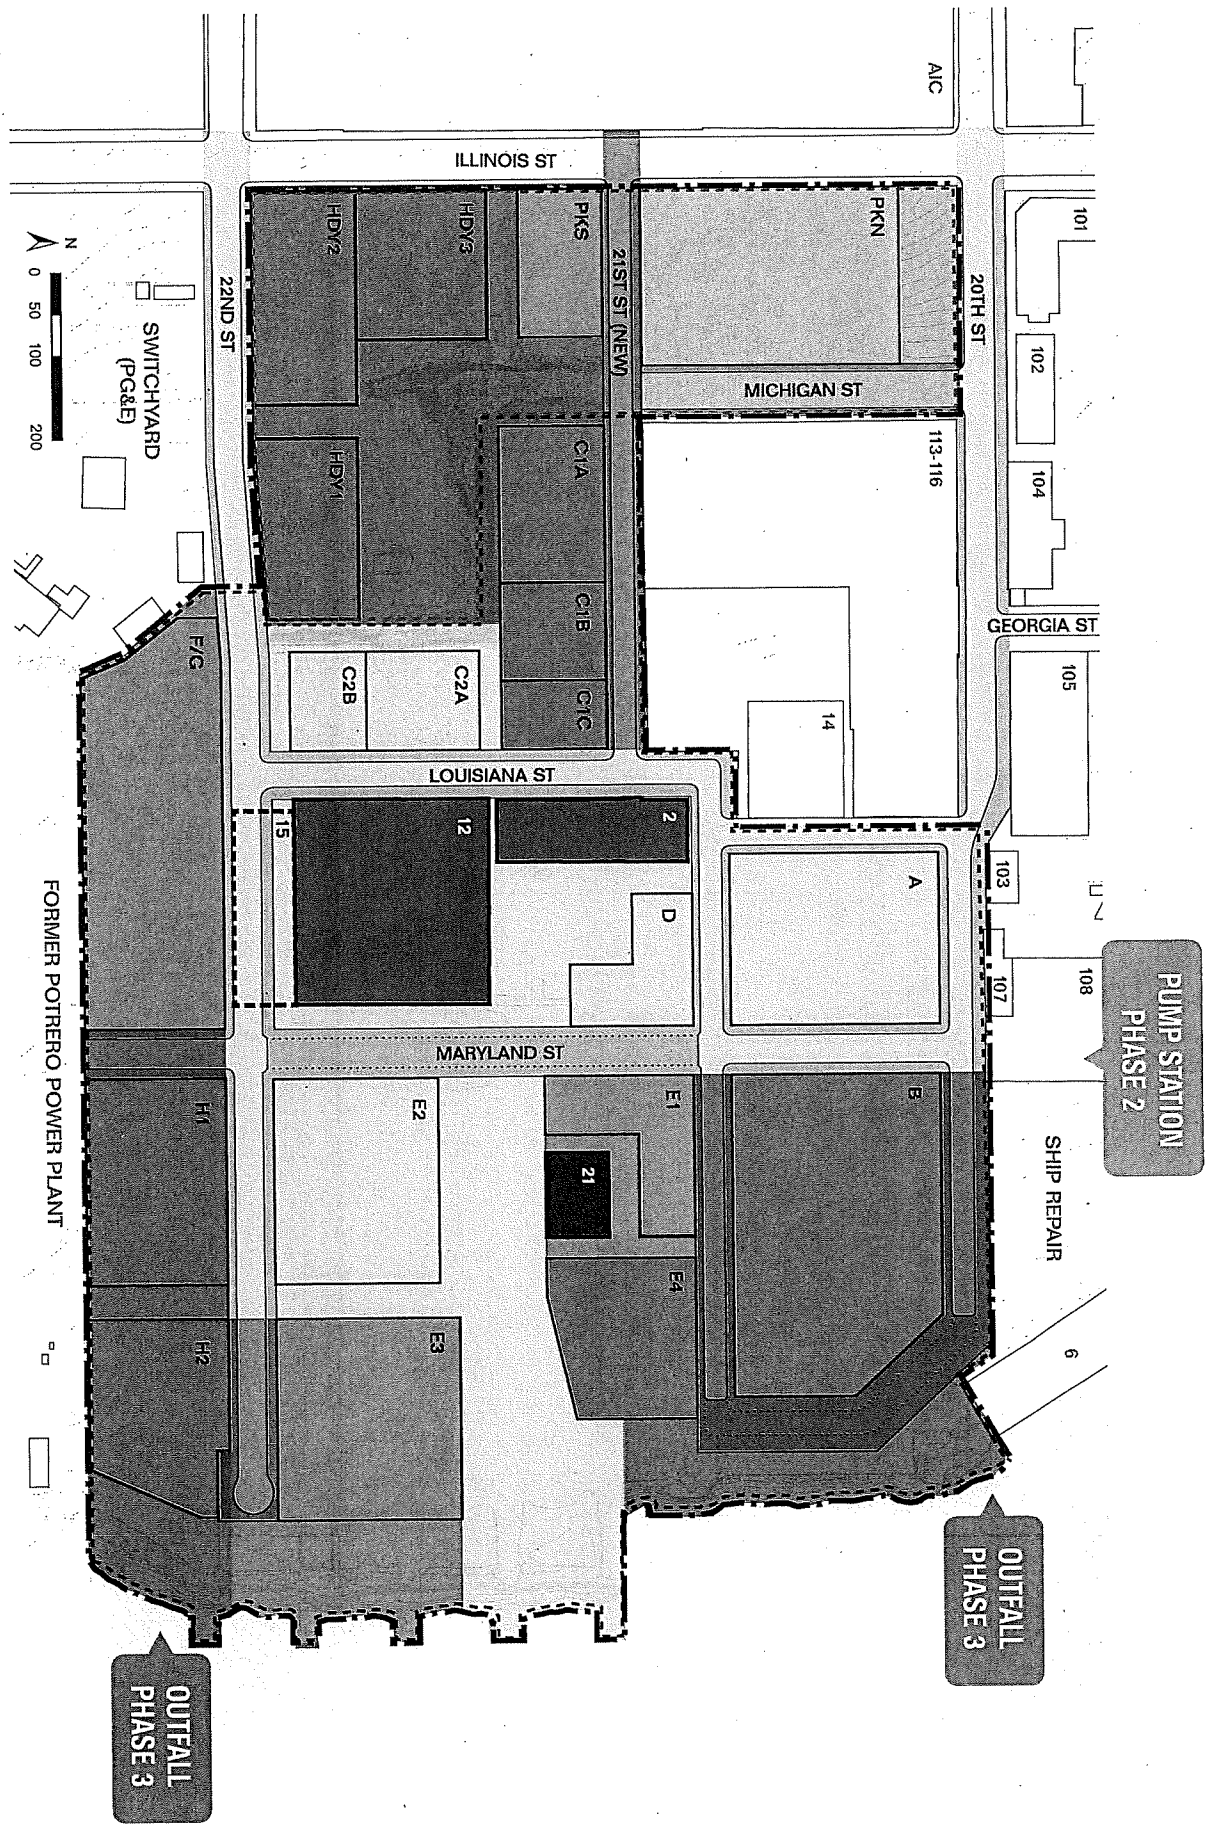 AIC
ILLINOIS ST
101
102
104
20TH ST
PKN
PKS
HDY3
HDY2
21ST ST (NEW)
MICHIGAN ST
22ND ST
N
0 50 100 200
SWITCHYARD
(PG&E)
113-116
C1A
C1B
C1C
HDY1
GEORGIA ST
105
14
C2A
C2B
F/G
LOUISIANA ST
2
12
15
A
D
103
107
108
PUMP STATION
PHASE 2
MARYLAND ST
FORMER POTRERO POWER PLANT
B
E1
21
E2
E4
E3
H1
H2
SHIP REPAIR
6
OUTFALL
PHASE 3
OUTFALL
PHASE 3